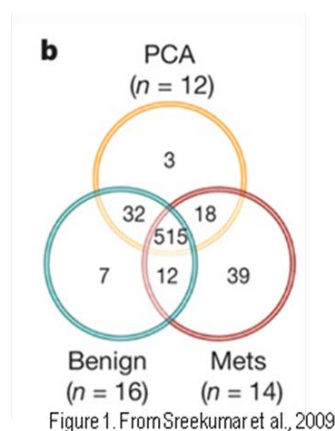 b
PCA
(n = 12)
3
32
18
515
7
12
39
Benign
Mets
(n = 16)
(n = 14)
Figure 1. From Sreekumar et al., 2009